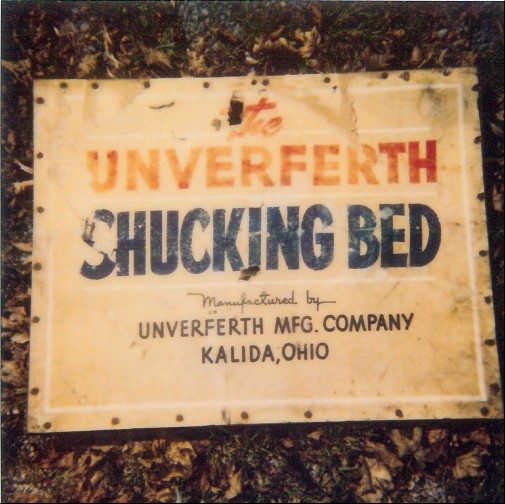 The
UNVERFERTH
SHUCKING BED
Manufactured by
UNVERFERTH MFG. COMPANY
KALIDA, OHIO